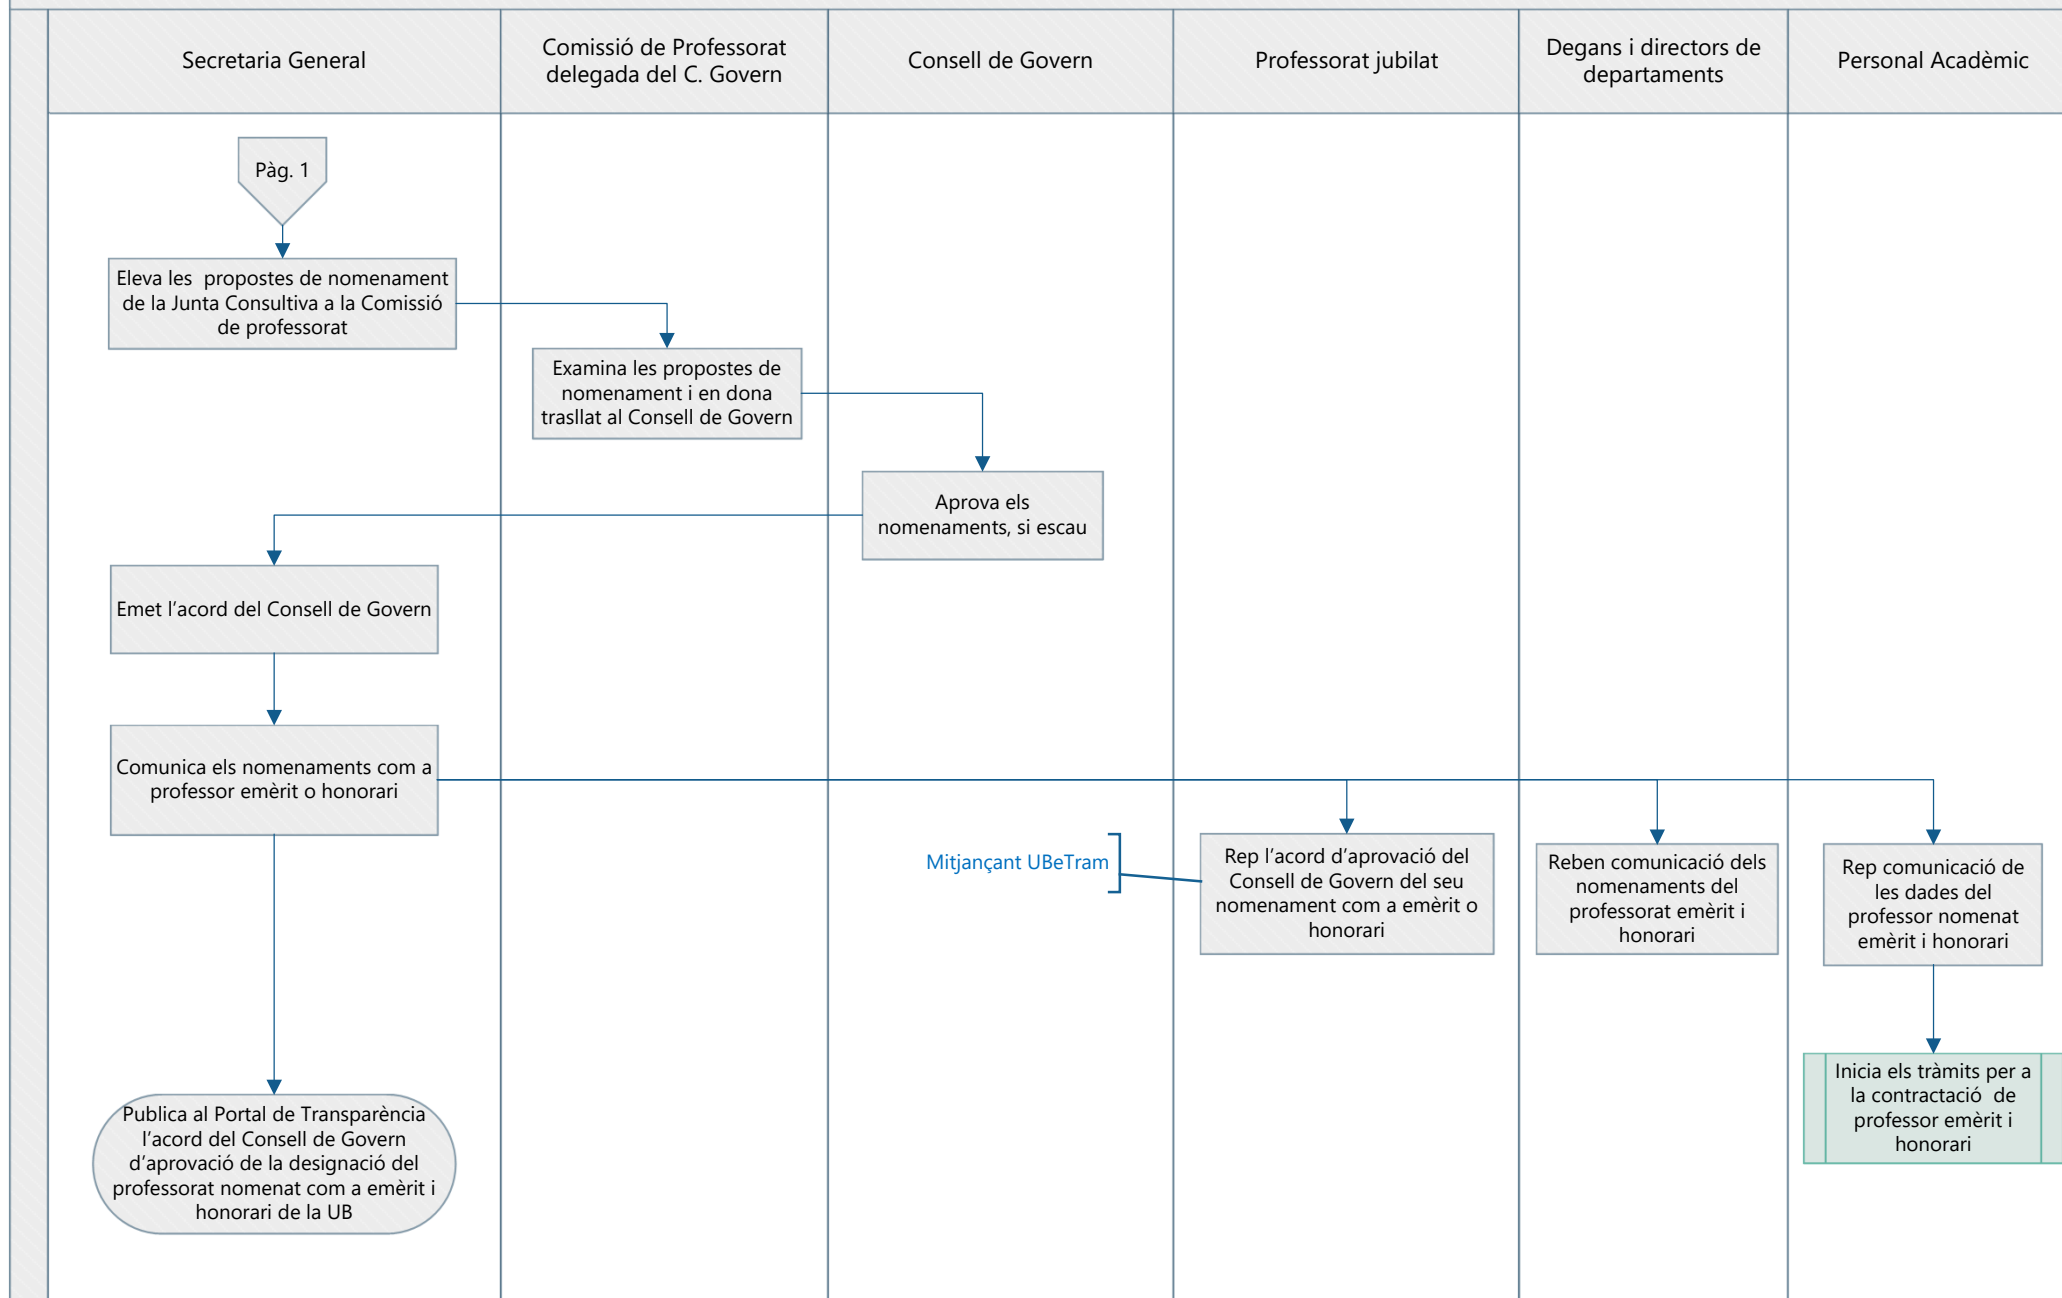 Secretaria General
Comissió de Professorat
delegada del C. Govern
Consell de Govern
Professorat jubilat
Degans i directors de
departaments
Personal Acadèmic
Pàg. 1
Eleva les  propostes de nomenament
de la Junta Consultiva a la Comissió
de professorat
Examina les propostes de
nomenament i en dona
trasllat al Consell de Govern
Aprova els
nomenaments, si escau
Emet l’acord del Consell de Govern
Comunica els nomenaments com a
professor emèrit o honorari
Mitjançant UBeTram
Rep l’acord d’aprovació del
Consell de Govern del seu
nomenament com a emèrit o
honorari
Reben comunicació dels
nomenaments del
professorat emèrit i
honorari
Rep comunicació de
les dades del
professor nomenat
emèrit i honorari
Inicia els tràmits per a
la contractació  de
professor emèrit i
honorari
Publica al Portal de Transparència
l’acord del Consell de Govern
d’aprovació de la designació del
professorat nomenat com a emèrit i
honorari de la UB